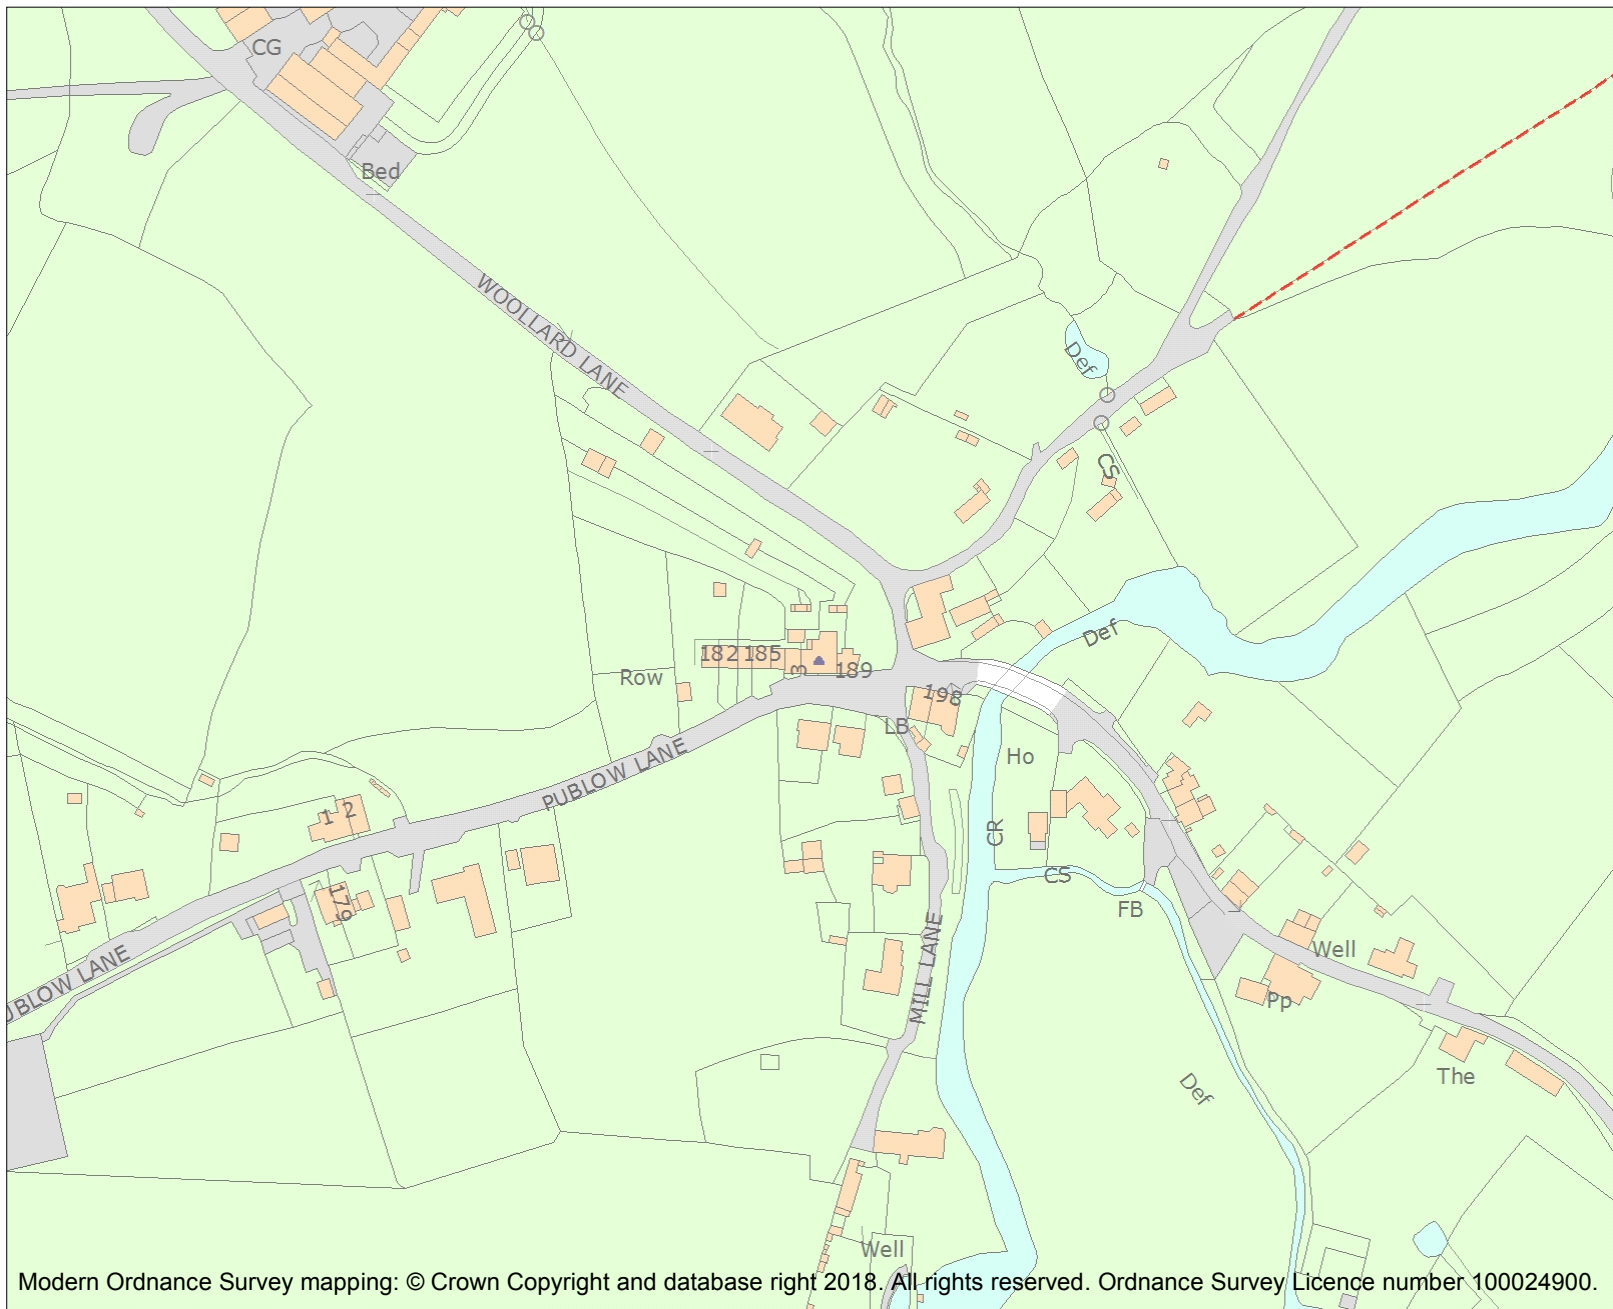 CG
Bed
WOOLLARD LANE
Def
CS
Def
182 185
3
189
Row
198
LB
PUBLOW LANE
Ho
1 2
CR
CS
179
FB
MILL LANE
UBLOW LANE
Well
Pp
The
Def
Well
Modern Ordnance Survey mapping: © Crown Copyright and database right 2018. All rights reserved. Ordnance Survey Licence number 100024900.